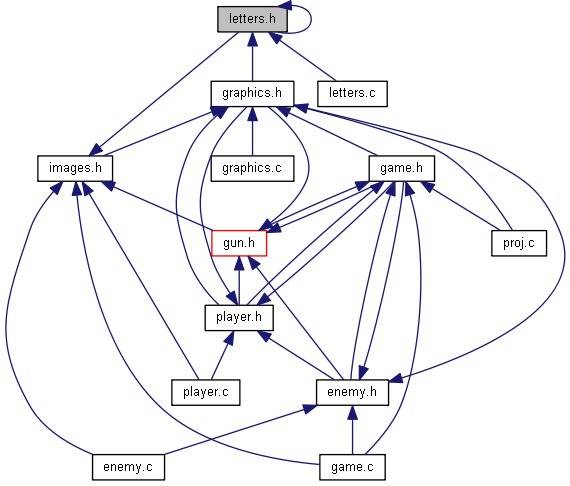 letters.h
graphics.h
letters.c
images.h
graphics.c
game.h
gun.h
proj.c
player.h
player.c
enemy.h
enemy.c
game.c